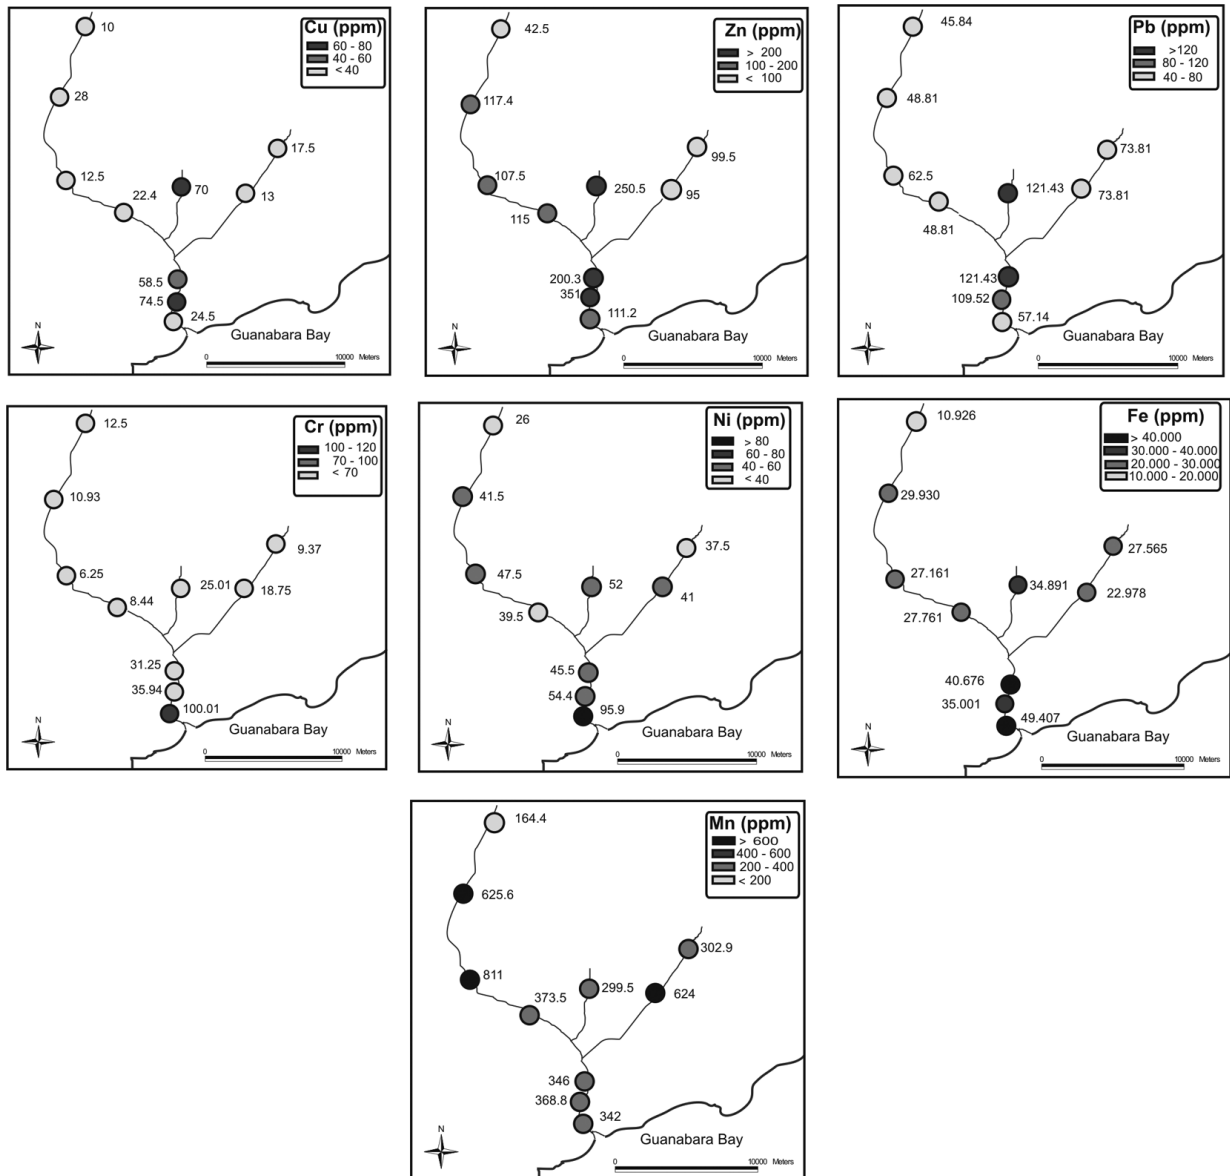 Cu (ppm)
60 - 80
40 - 60
< 40
10
28
12.5
22.4
70
17.5
13
58.5
74.5
24.5
Guanabara Bay
N
0 10000 Meters
Zn (ppm)
> 200
100 - 200
< 100
42.5
117.4
107.5
115
250.5
99.5
95
200.3
351
111.2
Guanabara Bay
N
0 10000 Meters
Pb (ppm)
>120
80 - 120
40 - 80
45.84
48.81
62.5
48.81
121.43
73.81
73.81
121.43
109.52
57.14
Guanabara Bay
N
0 10000 Meters
Cr (ppm)
100 - 120
70 - 100
< 70
12.5
10.93
6.25
8.44
25.01
9.37
18.75
31.25
35.94
100.01
Guanabara Bay
N
0 10000 Meters
Ni (ppm)
> 80
60 - 80
40 - 60
< 40
26
41.5
47.5
39.5
52
37.5
41
45.5
54.4
95.9
Guanabara Bay
N
0 10000 Meters
Fe (ppm)
> 40.000
30.000 - 40.000
20.000 - 30.000
10.000 - 20.000
10.926
29.930
27.161
27.761
34.891
27.565
22.978
40.676
35.001
49.407
Guanabara Bay
N
0 10000 Meters
Mn (ppm)
> 600
400 - 600
200 - 400
< 200
164.4
625.6
811
373.5
299.5
302.9
624
346
368.8
342
Guanabara Bay
N
0 10000 Meters